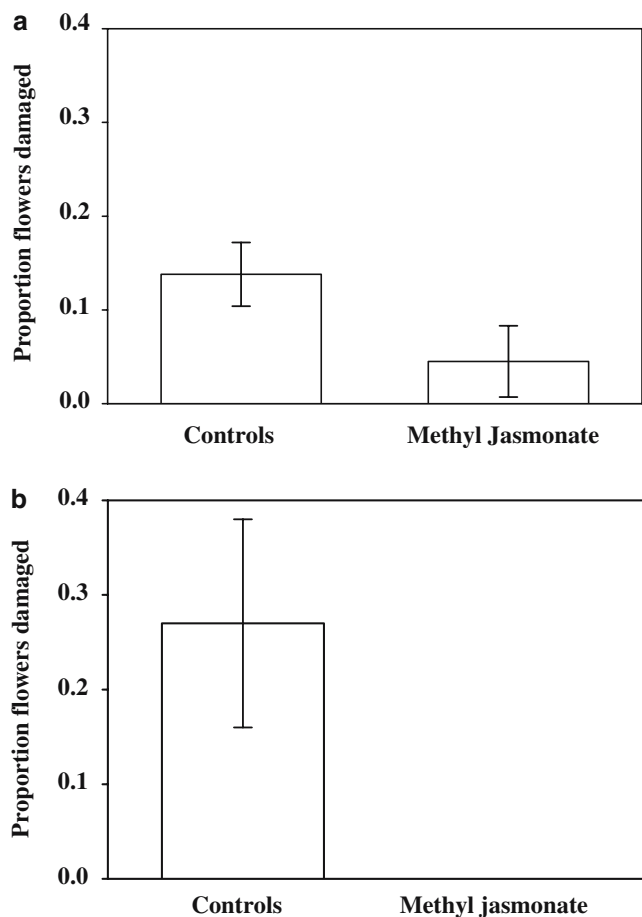 a
Proportion flowers damaged
0.4
0.3
0.2
0.1
0.0
Controls Methyl Jasmonate
b
Proportion flowers damaged
0.4
0.3
0.2
0.1
0.0
Controls Methyl jasmonate